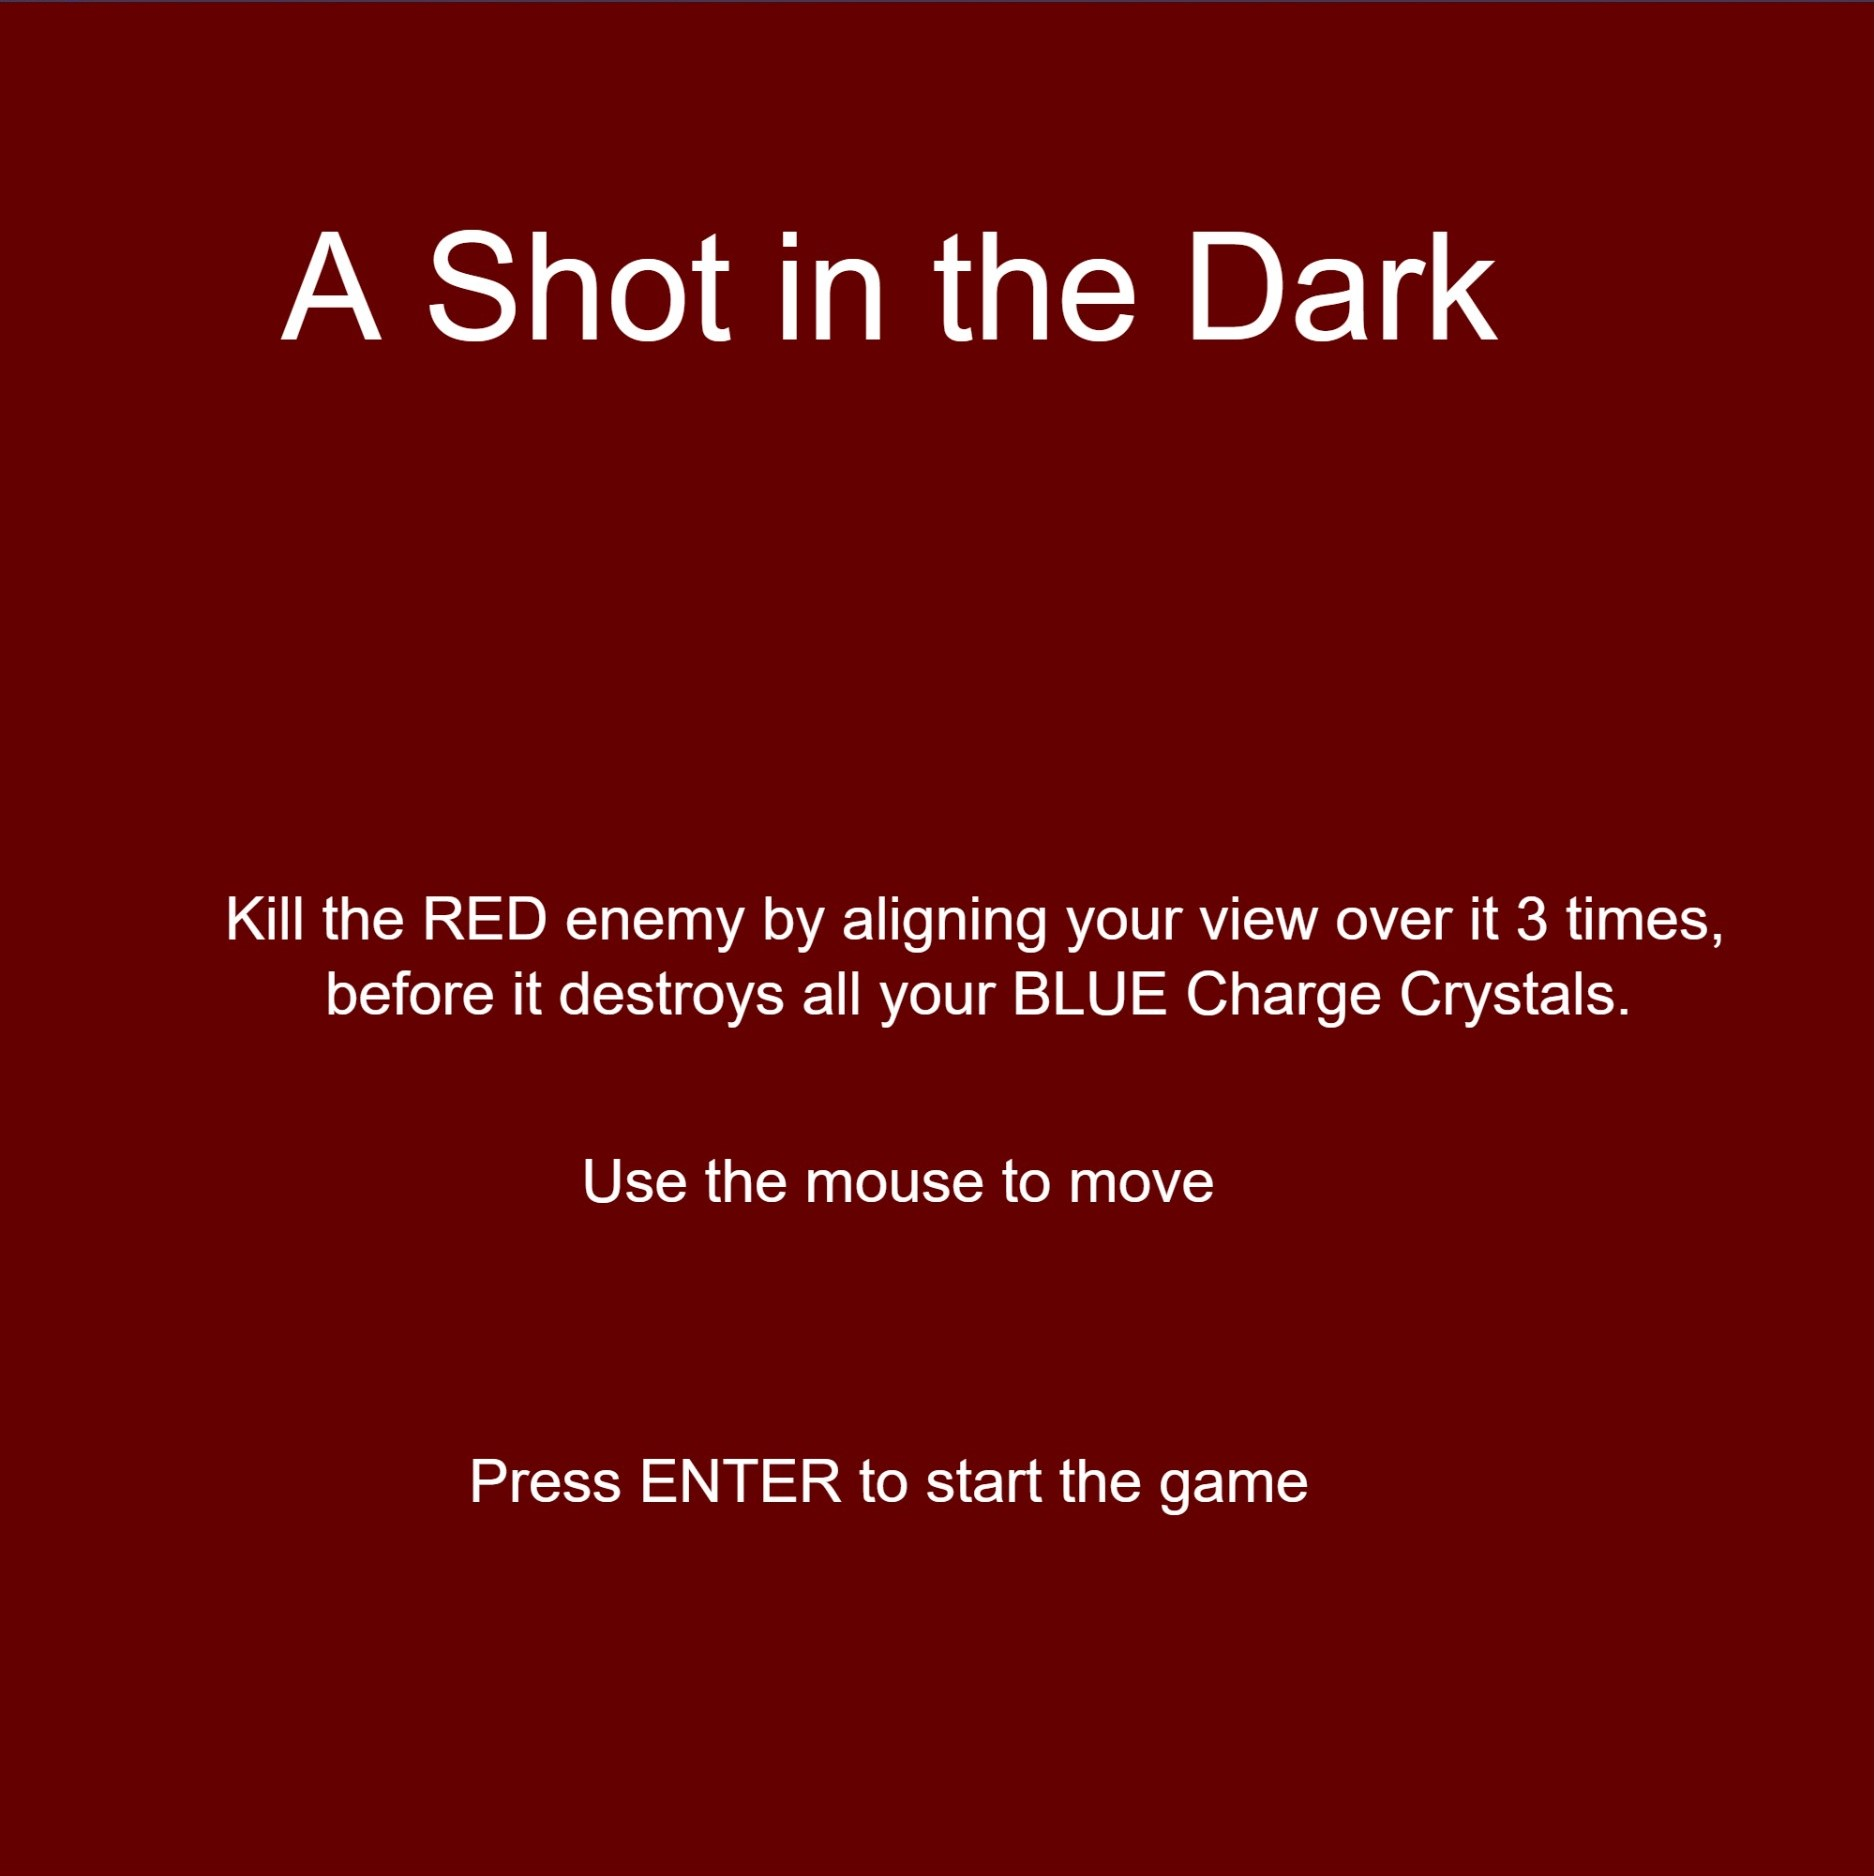 A Shot in the Dark
Kill the RED enemy by aligning your view over it 3 times,
before it destroys all your BLUE Charge Crystals.
Use the mouse to move
Press ENTER to start the game